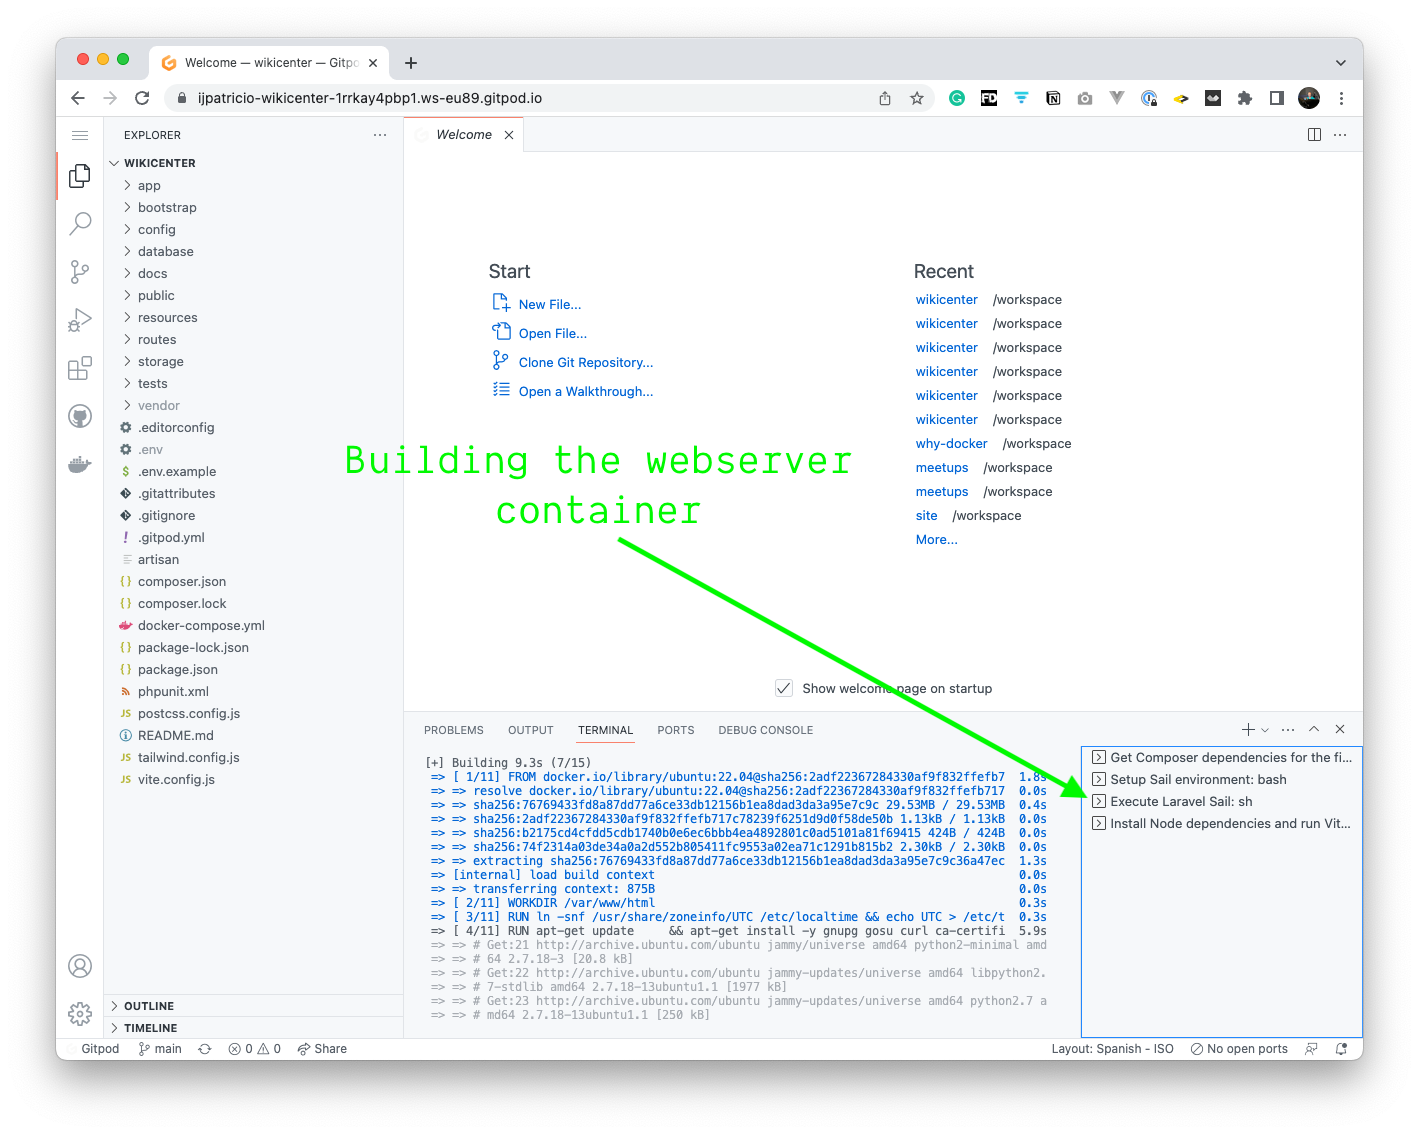 Welcome — wikicenter — Gitpo
ijpatricio-wikicenter-1rrkay4pbp1.ws-eu89.gitpod.io
EXPLORER
WIKICENTER
app
bootstrap
config
database
docs
public
resources
routes
storage
tests
vendor
.editorconfig
.env
.env.example
.gitattributes
.gitignore
.gitpod.yml
artisan
composer.json
composer.lock
docker-compose.yml
package-lock.json
package.json
phpunit.xml
postcss.config.js
README.md
tailwind.config.js
vite.config.js
OUTLINE
TIMELINE
Welcome
Start
New File...
Open File...
Clone Git Repository...
Open a Walkthrough...
Recent
wikicenter /workspace
wikicenter /workspace
wikicenter /workspace
wikicenter /workspace
wikicenter /workspace
wikicenter /workspace
why-docker /workspace
meetups /workspace
meetups /workspace
site /workspace
More...
Building the webserver
container
Show welcome page on startup
PROBLEMS OUTPUT TERMINAL PORTS DEBUG CONSOLE
[+] Building 9.3s (7/15)
=> [ 1/11] FROM docker.io/library/ubuntu:22.04@sha256:2adf22367284330af9f832ffefb7 1.8s
=> => resolve docker.io/library/ubuntu:22.04@sha256:2adf22367284330af9f832ffefb717 0.0s
=> => sha256:76769433fd8a87dd77a6ce33db12156b1ea8dad3da3a95e7c9c 29.53MB / 29.53MB 0.4s
=> => sha256:2adf22367284330af9f832ffefb717c78239f6251d9d0f58de50b 1.13kB / 1.13kB 0.0s
=> => sha256:b2175cd4cfdd5cdb1740b0e6ec6bbb4ea4892801c0ad5101a81f69415 424B / 424B 0.0s
=> => sha256:74f2314a03de34a0a2d552b805411fc9553a02ea71c1291b815b2 2.30kB / 2.30kB 0.0s
=> => extracting sha256:76769433fd8a87dd77a6ce33db12156b1ea8dad3da3a95e7c9c36a47ec 1.3s
=> [internal] load build context 0.0s
=> => transferring context: 875B 0.0s
=> [ 2/11] WORKDIR /var/www/html 0.3s
=> [ 3/11] RUN ln -snf /usr/share/zoneinfo/UTC /etc/localtime && echo UTC > /etc/t 0.3s
=> [ 4/11] RUN apt-get update && apt-get install -y gnupg gosu curl ca-certifi 5.9s
=> => # Get:21 http://archive.ubuntu.com/ubuntu jammy/universe amd64 python2-minimal amd
=> => # 64 2.7.18-3 [20.8 kB]
=> => # Get:22 http://archive.ubuntu.com/ubuntu jammy-updates/universe amd64 libpython2.
=> => # 7-stdlib amd64 2.7.18-13ubuntu1.1 [1977 kB]
=> => # Get:23 http://archive.ubuntu.com/ubuntu jammy-updates/universe amd64 python2.7 a
=> => # md64 2.7.18-13ubuntu1.1 [250 kB]
Get Composer dependencies for the fi...
Setup Sail environment: bash
Execute Laravel Sail: sh
Install Node dependencies and run Vit...
Gitpod main 0 0 Share Layout: Spanish - ISO No open ports